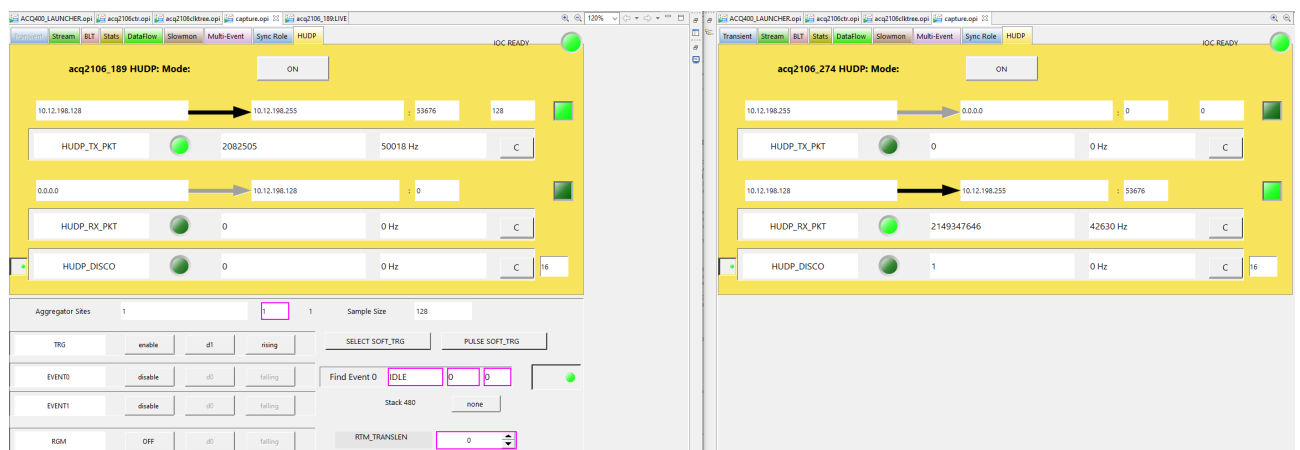 ACQ400_LAUNCHER.opi acq2106ctr.opi acq2106clktree.opi capture.opi acq2106_189:LIVE 120%
Transient Stream BLT Stats DataFlow Slowmon Multi-Event Sync Role HUDP
IOC READY
acq2106_189 HUDP: Mode: ON
10.12.198.128 10.12.198.255 : 53676 128
HUDP_TX_PKT 2082505 50018 Hz C
0.0.0.0 10.12.198.128 : 0
HUDP_RX_PKT 0 0 Hz C
HUDP_DISCO 0 0 Hz C 16
Aggregator Sites 1 1 1 Sample Size 128
TRG enable d1 rising SELECT SOFT_TRG PULSE SOFT_TRG
EVENT0 disable d0 falling Find Event 0 IDLE 0 0
EVENT1 disable d0 falling Stack 480 none
RGM OFF d0 falling RTM_TRANSLEN 0
ACQ400_LAUNCHER.opi acq2106ctr.opi acq2106clktree.opi capture.opi
Transient Stream BLT Stats DataFlow Slowmon Multi-Event Sync Role HUDP
IOC READY
acq2106_274 HUDP: Mode: ON
10.12.198.255 0.0.0.0 : 0 0
HUDP_TX_PKT 0 0 Hz C
10.12.198.128 10.12.198.255 : 53676
HUDP_RX_PKT 2149347646 42630 Hz C
HUDP_DISCO 1 0 Hz C 16